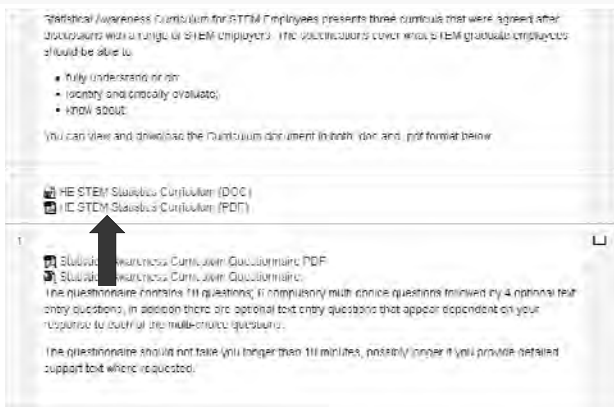 Statistical Awareness Curriculum for STEM Employees presents three curricula that were agreed after
discussions with a range of STEM employers. The specifications cover what STEM graduate employees
should be able to:
• fully understand or do;
• identify and critically evaluate;
• know about.
You can view and download the Curriculum document in both .doc and .pdf format below
HE STEM Statistics Curriculum (DOC)
HE STEM Statistics Curriculum (PDF)
1
Statistical Awareness Curriculum Questionnaire PDF
Statistical Awareness Curriculum Questionnaire.
The questionnaire contains 10 questions; 6 compulsory multi choice questions followed by 4 optional text
entry questions, in addition there are optional text entry questions that appear dependent on your
response to each of the multi-choice questions.
The questionnaire should not take you longer than 10 minutes, possibly longer if you provide detailed
support text where requested.